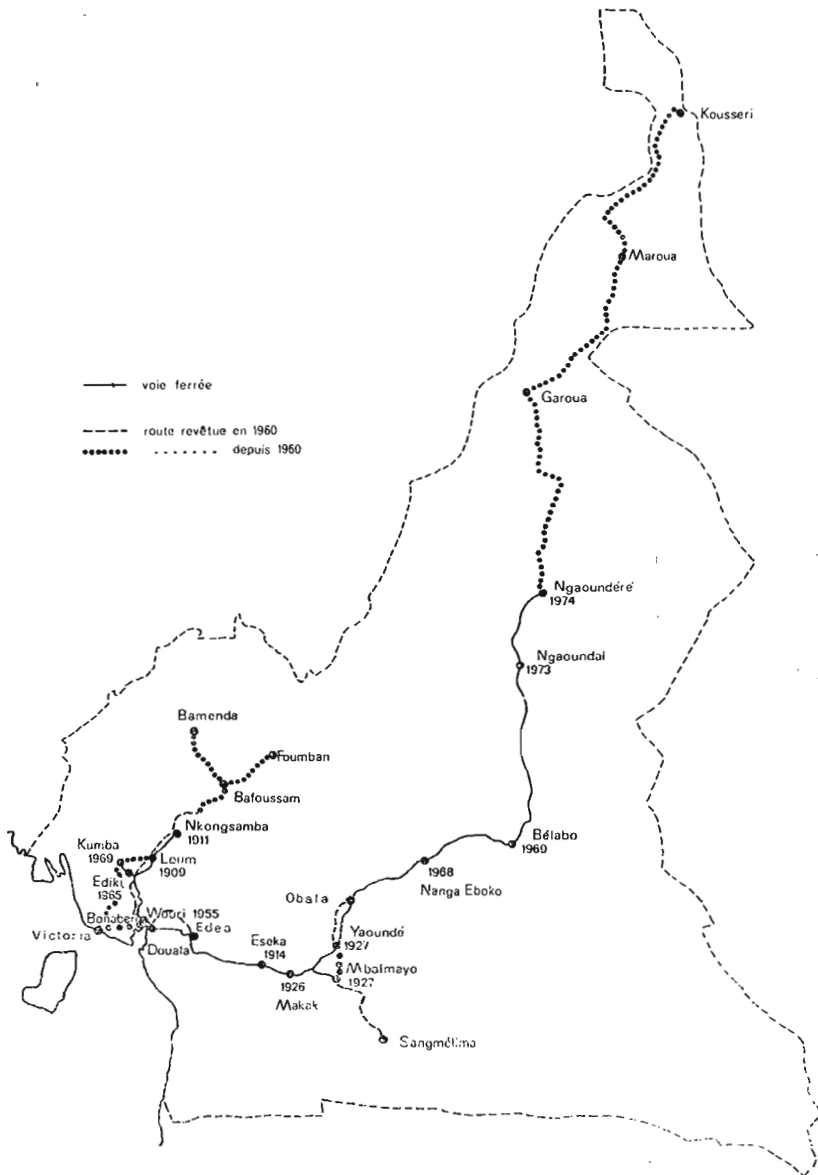 Kousseri
Maroua
voie ferrée
Garoua
route revêtue en 1960
depuis 1960
Ngaoundéré
1974
Ngaoundal
1973
Bamenda
Foumban
Bafoussam
Nkongsamba
1911
Kumba
1969
Loum
1909
Bélabo
1969
1968
Nanga Eboko
Ediki
1965
Obala
Bonaberi
Wouri 1955
Victoria
Edea
Douala
Yaoundé
1927
Eseka
1914
Mbalmayo
1927
1926
Makak
Sangmélima